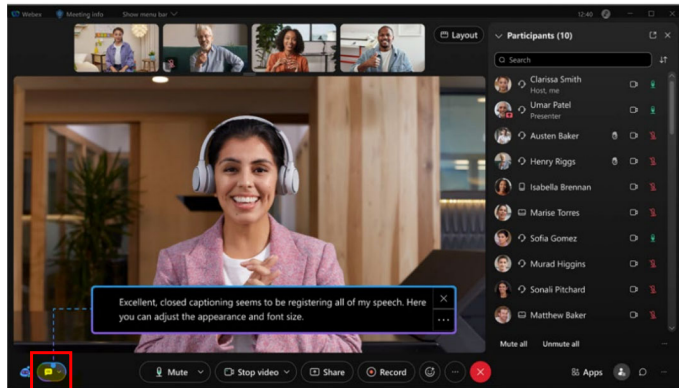 Webex Meeting info Show menu bar 12:40
Layout
Participants (10)
Search
Clarissa Smith
Host, me
Umar Patel
Presenter
Austen Baker
Henry Riggs
Isabella Brennan
Marise Torres
Sofia Gomez
Murad Higgins
Sonali Pitchard
Matthew Baker
Excellent, closed captioning seems to be registering all of my speech. Here
you can adjust the appearance and font size.
Mute all Unmute all
Mute Stop video Share Record Apps